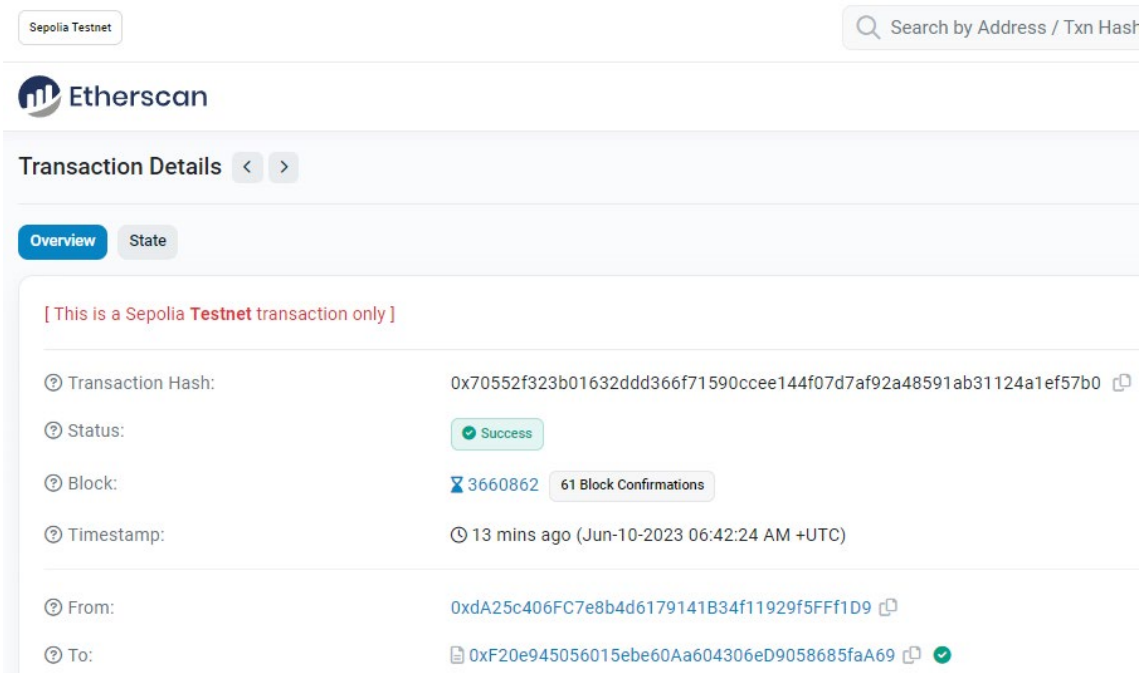 Sepolia Testnet
Search by Address / Txn Hash
Etherscan
Transaction Details
Overview State
[ This is a Sepolia Testnet transaction only ]
Transaction Hash: 0x70552f323b01632ddd366f71590ccee144f07d7af92a48591ab31124a1ef57b0
Status: Success
Block: 3660862 61 Block Confirmations
Timestamp: 13 mins ago (Jun-10-2023 06:42:24 AM +UTC)
From: 0xdA25c406FC7e8b4d6179141B34f11929f5FFf1D9
To: 0xF20e945056015ebe60Aa604306eD9058685faA69